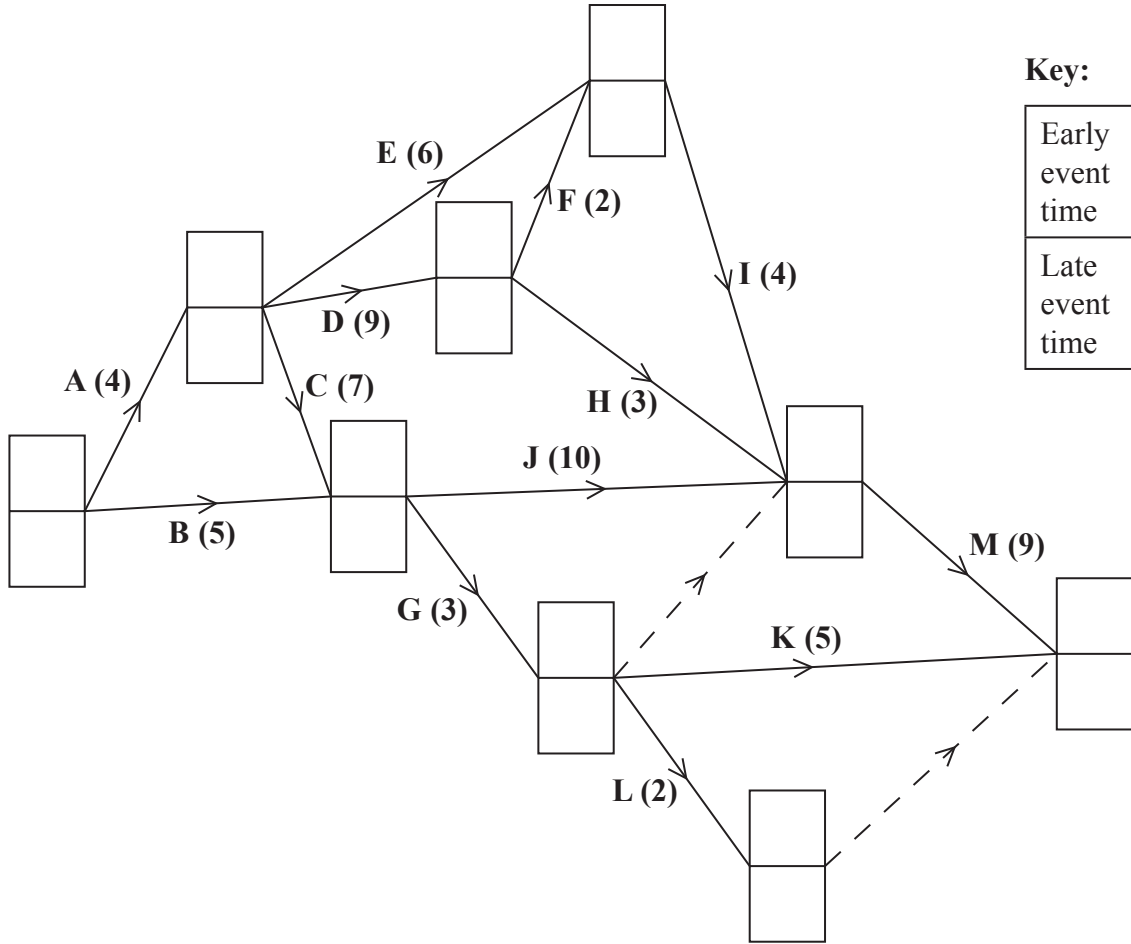 Key:
Early
event
time
Late
event
time
E (6)
F (2)
I (4)
D (9)
A (4)
C (7)
H (3)
J (10)
B (5)
M (9)
G (3)
K (5)
L (2)